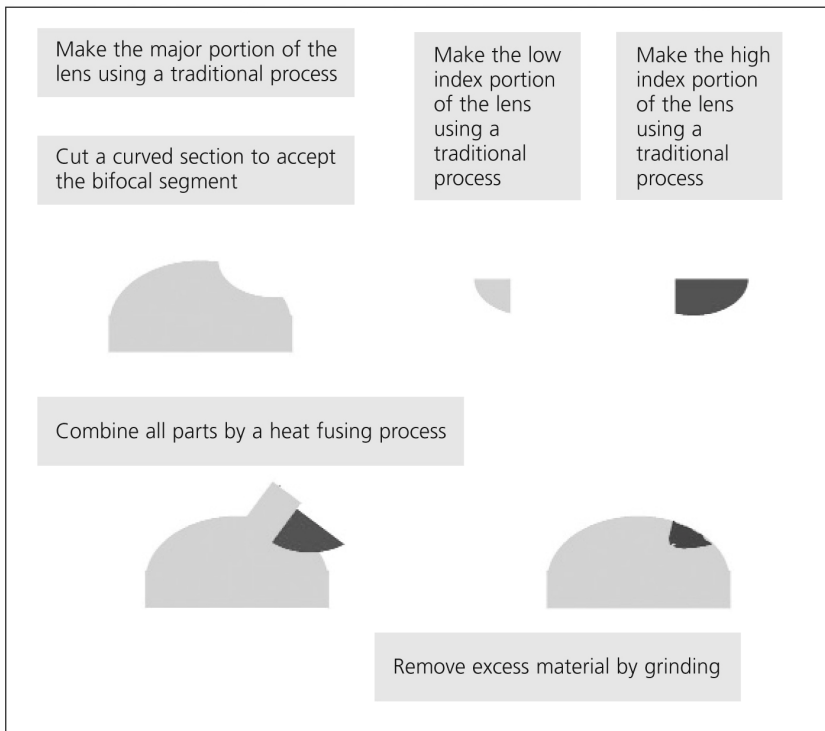 Make the major portion of the
lens using a traditional process
Cut a curved section to accept
the bifocal segment
Make the low
index portion
of the lens
using a
traditional
process
Make the high
index portion
of the lens
using a
traditional
process
Combine all parts by a heat fusing process
Remove excess material by grinding